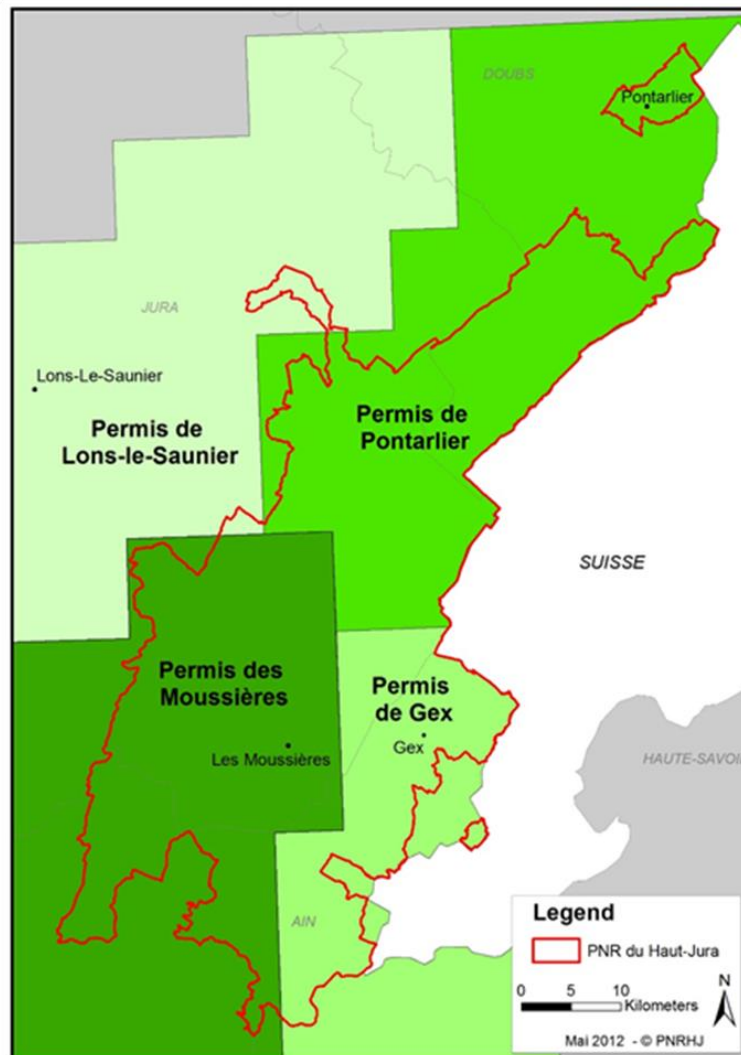 DOUBS
Pontarlier
JURA
Lons-Le-Saunier
Permis de
Lons-le-Saunier
Permis de
Pontarlier
SUISSE
Permis des
Moussières
Permis
de Gex
Gex
Les Moussières
HAUTE-SAVOI
AIN
Legend
PNR du Haut-Jura
0 5 10
Kilometers
N
Mai 2012 - © PNRHJ